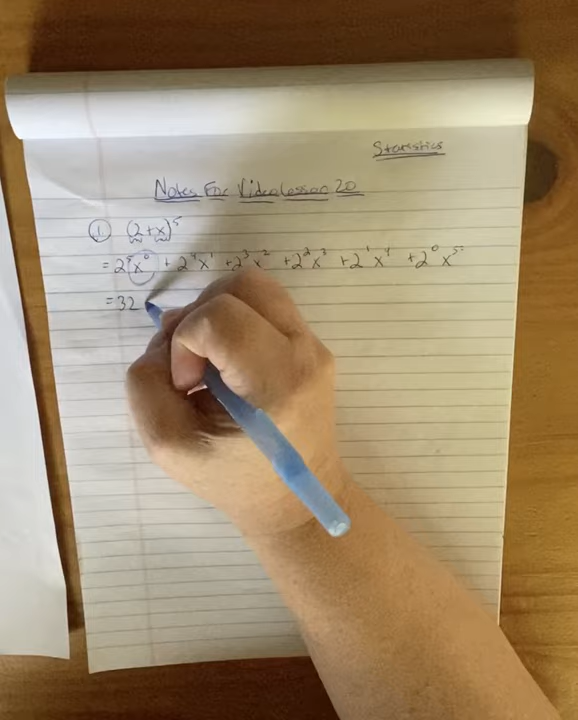 Statistics
Notes For Videolesson 20
① (2+x)⁵
= 2⁵x⁰ + 2⁴x¹ + 2³x² + 2²x³ + 2¹x⁴ + 2⁰x⁵
= 32